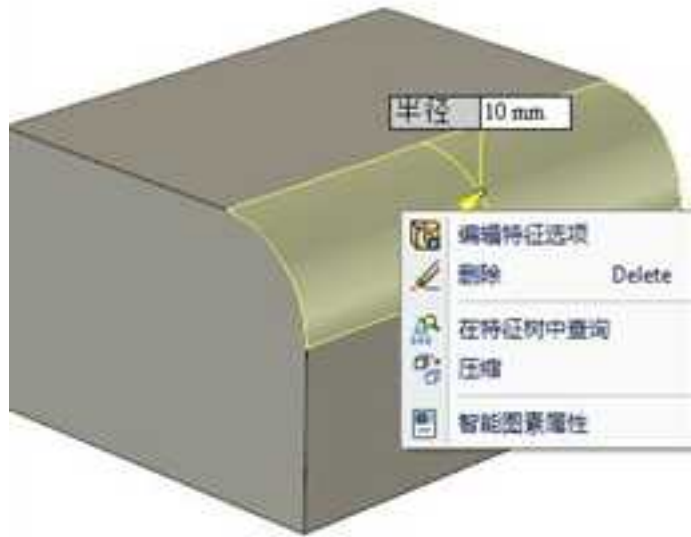 半径 10 mm
编辑特征选项
删除 Delete
在特征树中查询
压缩
智能图素属性